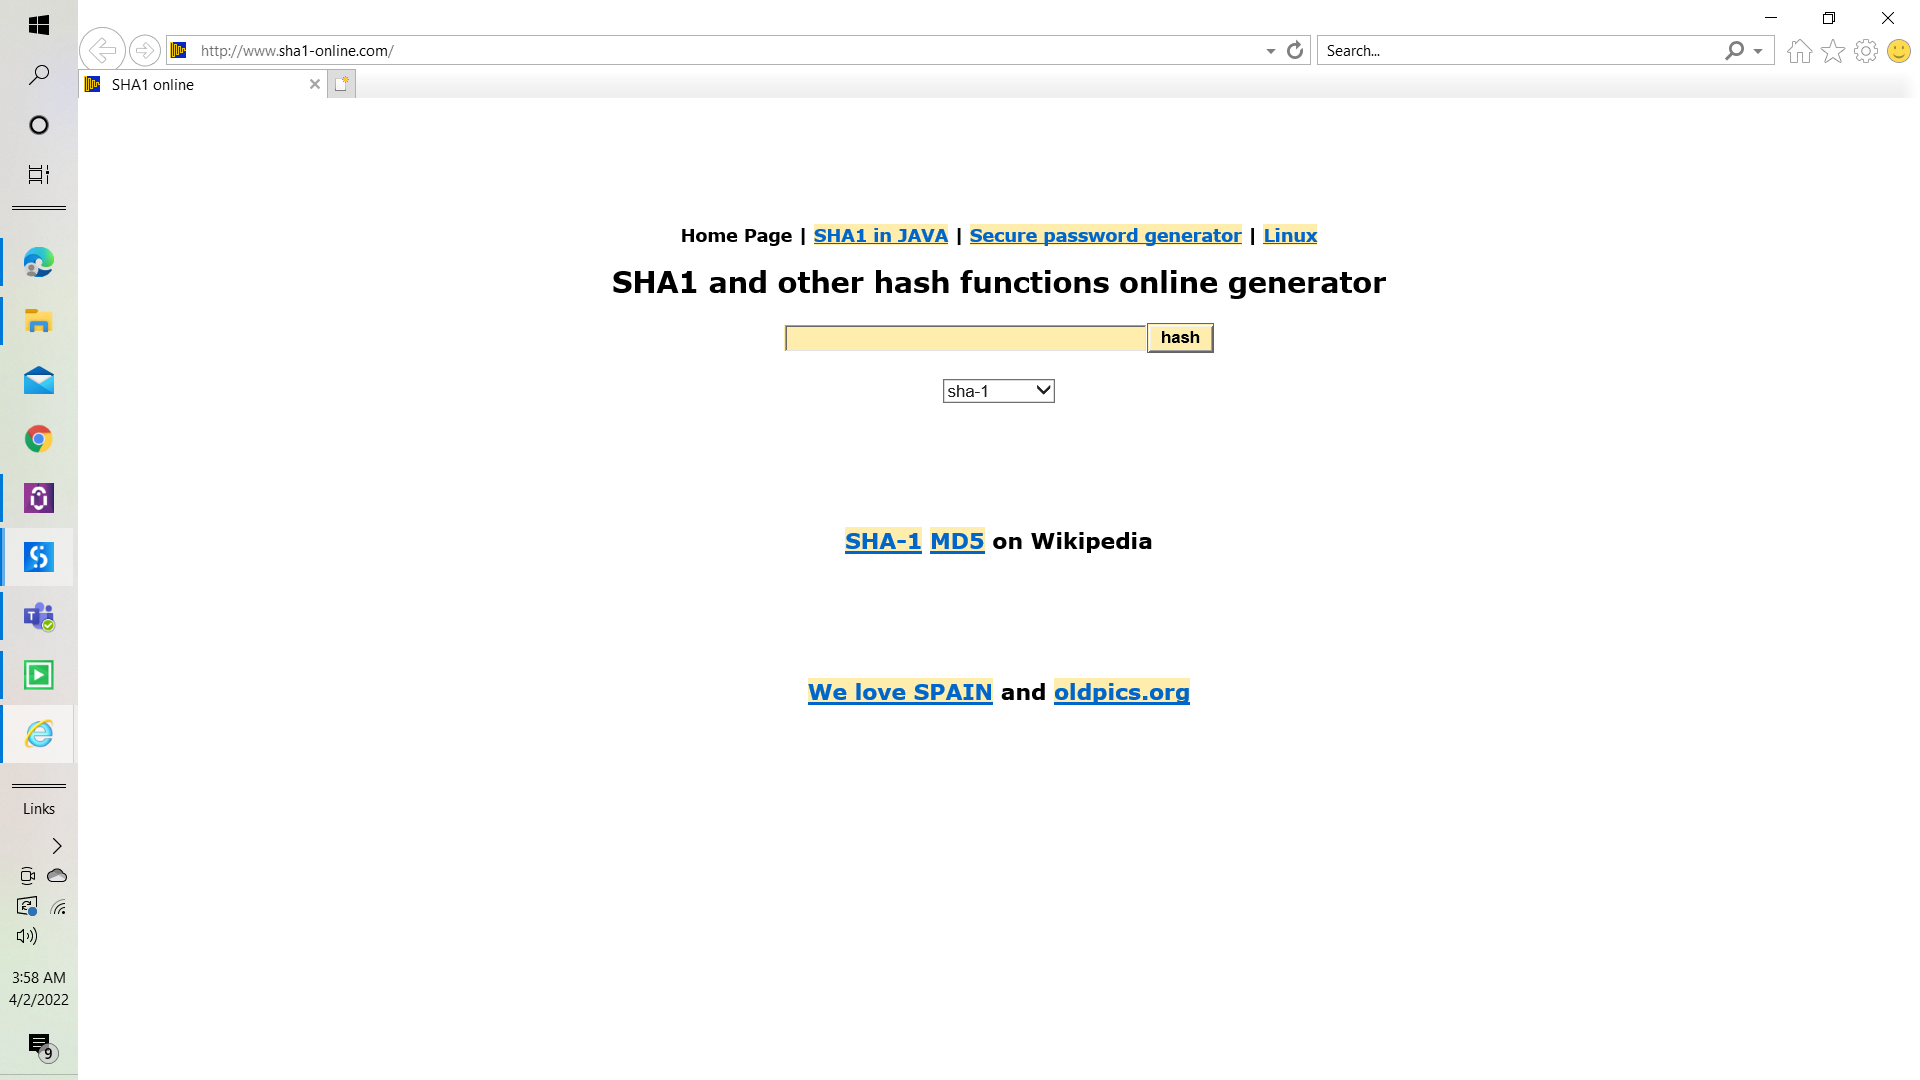 http://www.sha1-online.com/
Search...
SHA1 online
Home Page | SHA1 in JAVA | Secure password generator | Linux
SHA1 and other hash functions online generator
hash
sha-1
SHA-1 MD5 on Wikipedia
We love SPAIN and oldpics.org
Links
3:58 AM
4/2/2022
9